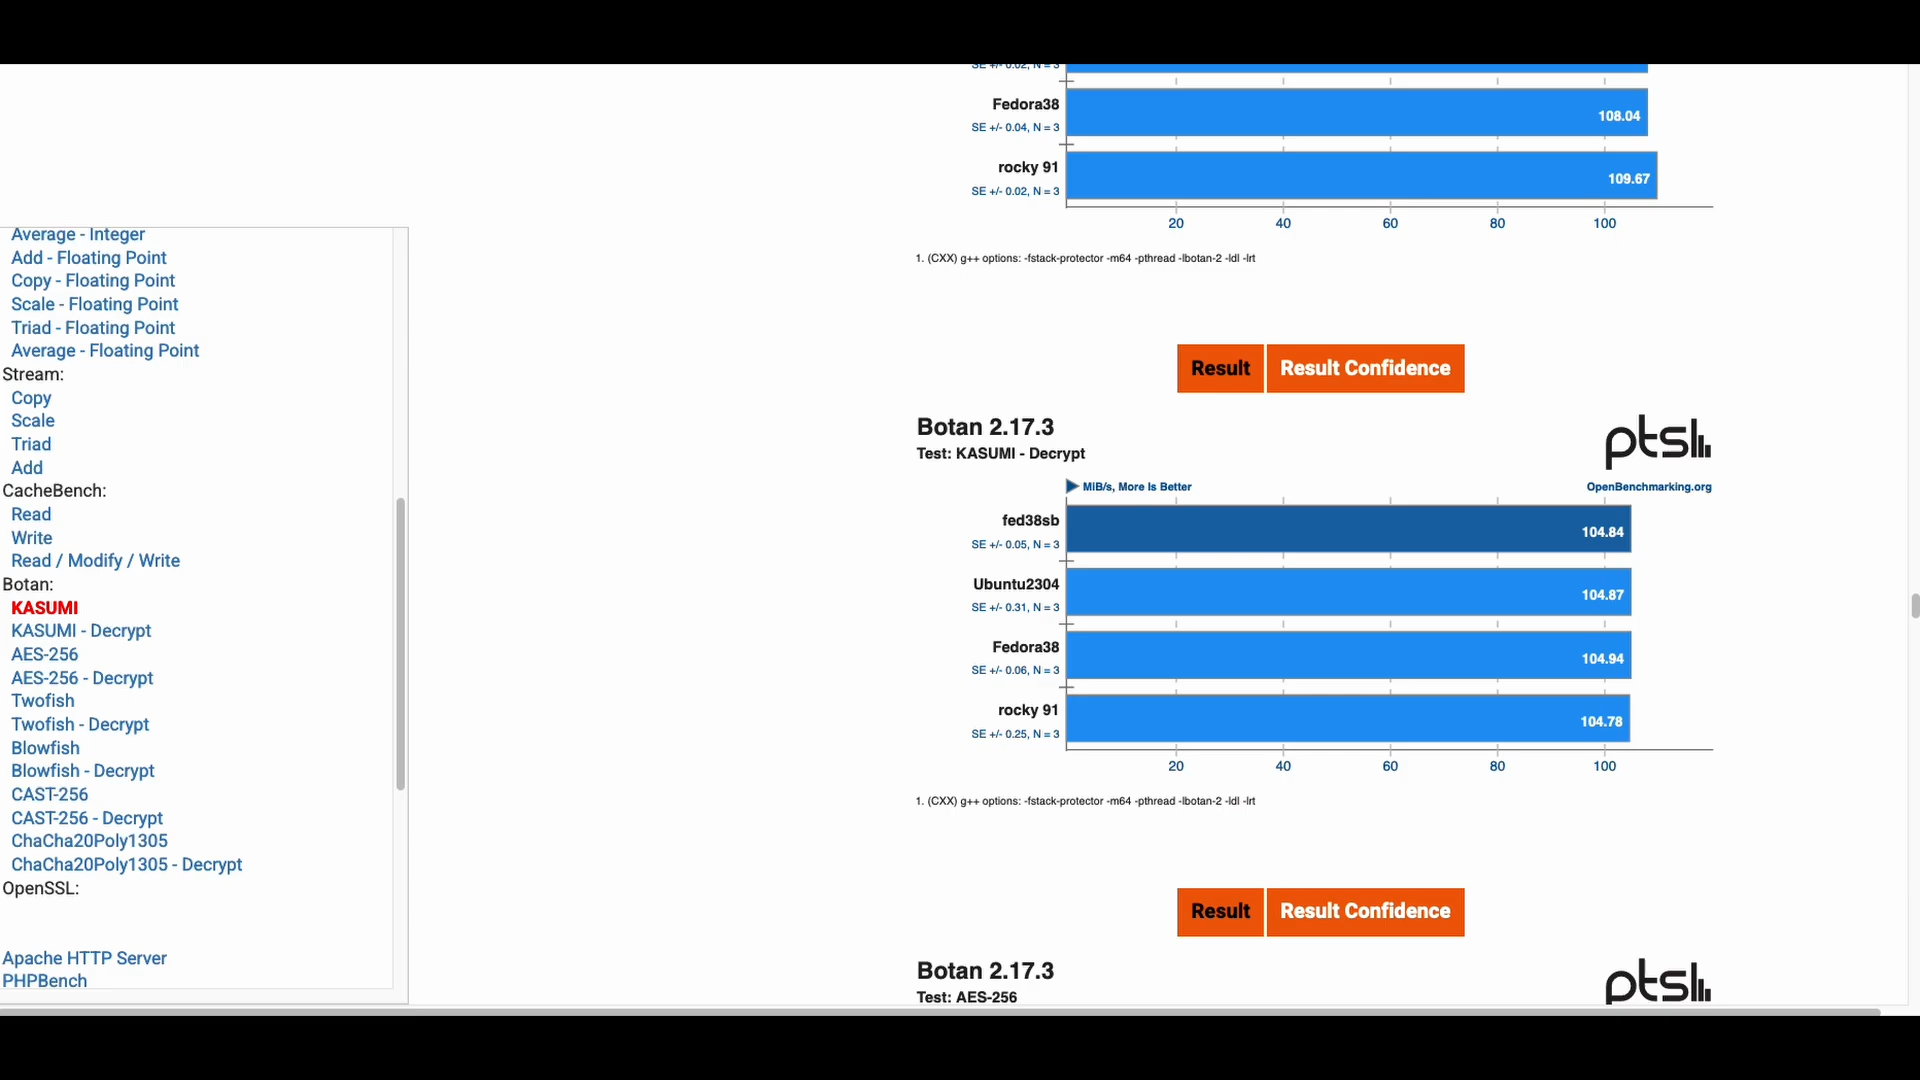 Average - Integer
Add - Floating Point
Copy - Floating Point
Scale - Floating Point
Triad - Floating Point
Average - Floating Point
Stream:
Copy
Scale
Triad
Add
CacheBench:
Read
Write
Read / Modify / Write
Botan:
KASUMI
KASUMI - Decrypt
AES-256
AES-256 - Decrypt
Twofish
Twofish - Decrypt
Blowfish
Blowfish - Decrypt
CAST-256
CAST-256 - Decrypt
ChaCha20Poly1305
ChaCha20Poly1305 - Decrypt
OpenSSL:
Apache HTTP Server
PHPBench
SE +/- 0.02, N = 3
Fedora38
SE +/- 0.04, N = 3
108.04
rocky 91
SE +/- 0.02, N = 3
109.67
20 40 60 80 100
1. (CXX) g++ options: -fstack-protector -m64 -pthread -lbotan-2 -ldl -lrt
Result Result Confidence
Botan 2.17.3
Test: KASUMI - Decrypt
pts
MiB/s, More Is Better
OpenBenchmarking.org
fed38sb
SE +/- 0.05, N = 3
104.84
Ubuntu2304
SE +/- 0.31, N = 3
104.87
Fedora38
SE +/- 0.06, N = 3
104.94
rocky 91
SE +/- 0.25, N = 3
104.78
20 40 60 80 100
1. (CXX) g++ options: -fstack-protector -m64 -pthread -lbotan-2 -ldl -lrt
Result Result Confidence
Botan 2.17.3
Test: AES-256
pts